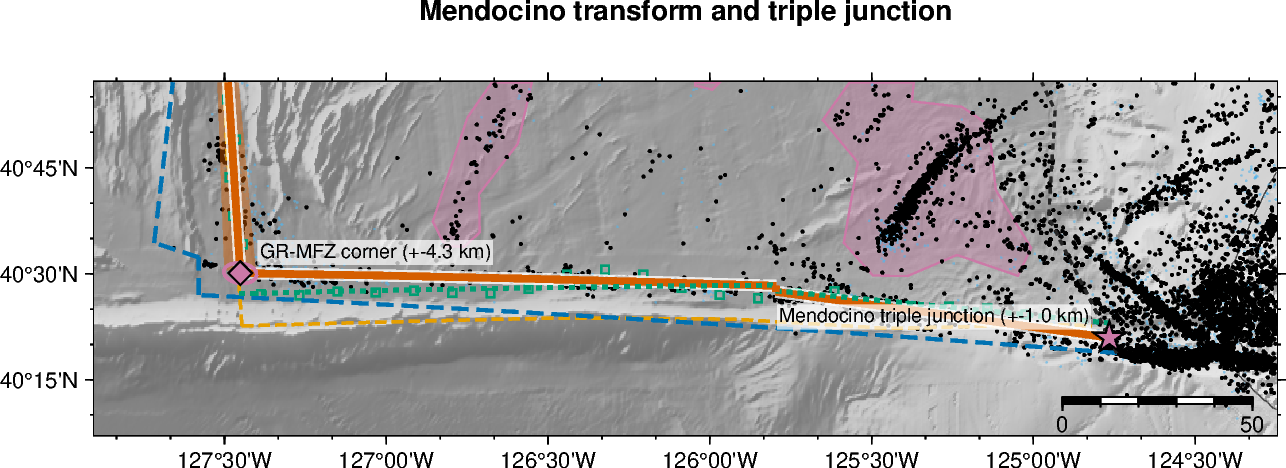 Mendocino transform and triple junction
40°45'N
GR-MFZ corner (+-4.3 km)
40°30'N
Mendocino triple junction (+-1.0 km)
40°15'N
0 50
127°30'W 127°00'W 126°30'W 126°00'W 125°30'W 125°00'W 124°30'W